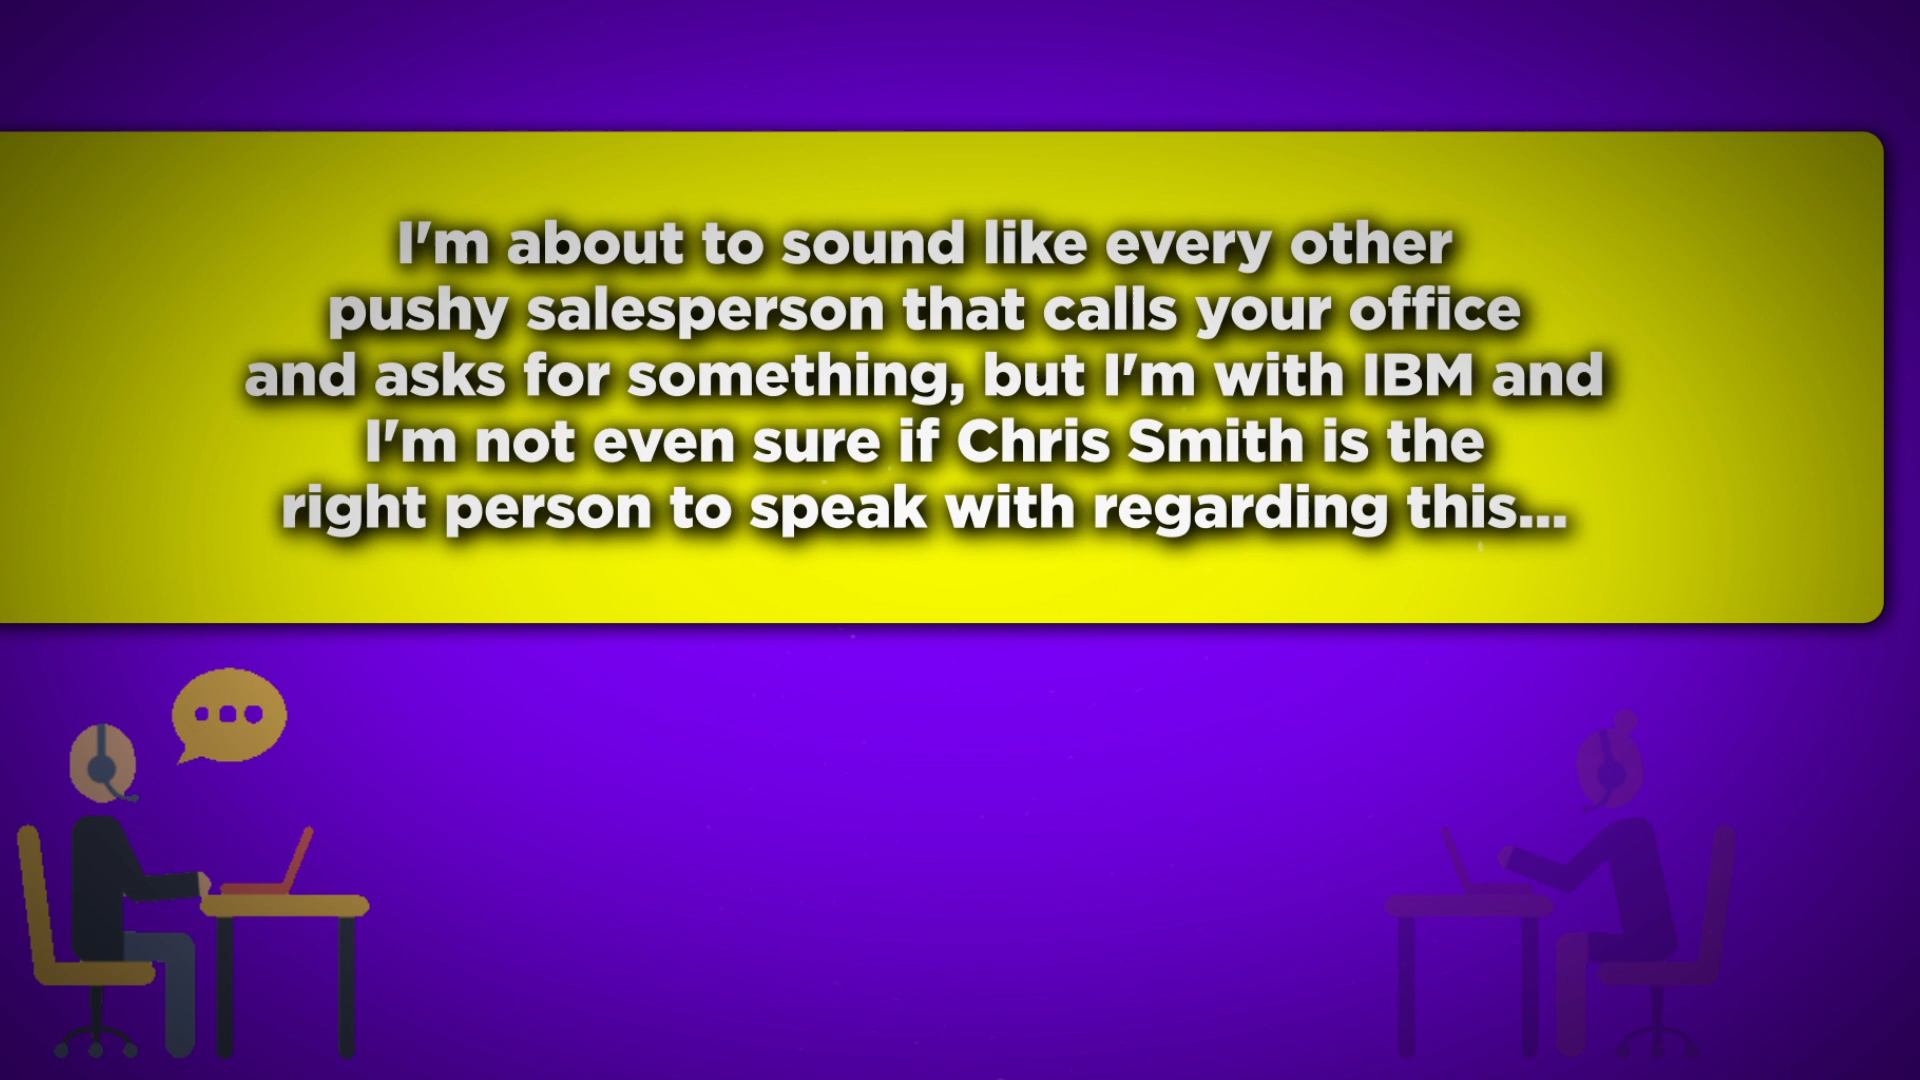 I'm about to sound like every other
pushy salesperson that calls your office
and asks for something, but I'm with IBM and
I'm not even sure if Chris Smith is the
right person to speak with regarding this...